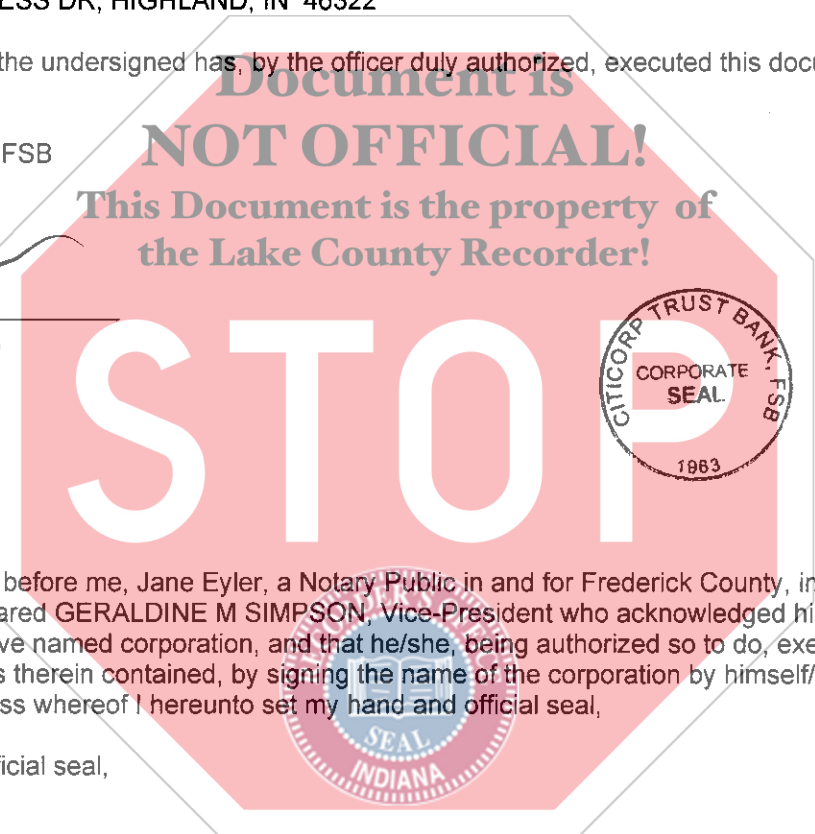 ESS DR, HIGHLAND, IN 46322
the undersigned has, by the officer duly authorized, executed this docu
Document is
NOT OFFICIAL!
FSB
This Document is the property of
the Lake County Recorder!
STOP
CITICORP TRUST BANK, FSB
CORPORATE
SEAL
1963
before me, Jane Eyler, a Notary Public in and for Frederick County, in
ared GERALDINE M SIMPSON, Vice-President who acknowledged hi
ve named corporation, and that he/she, being authorized so to do, exe
s therein contained, by signing the name of the corporation by himself/
ss whereof I hereunto set my hand and official seal,
SEAL
INDIANA
icial seal,